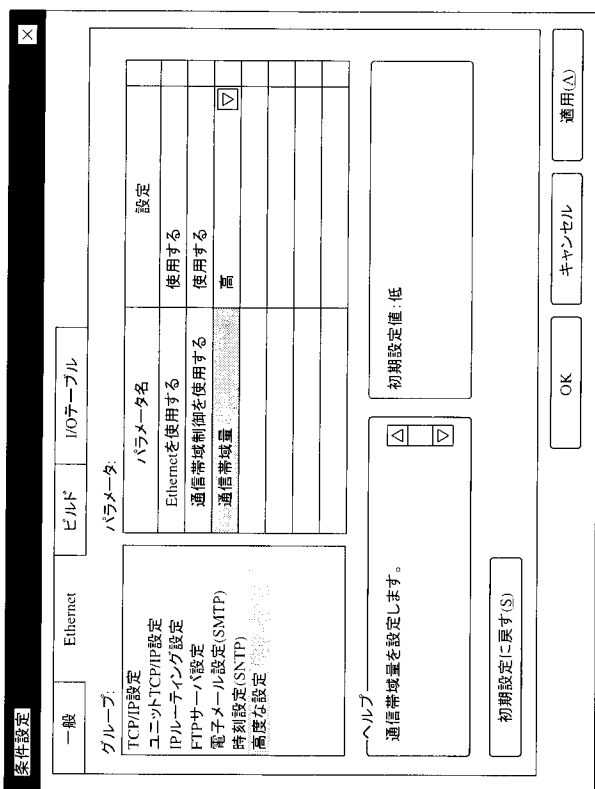 条件設定
×
一般
Ethernet
ビルド
I/Oテーブル
グループ:
TCP/IP設定
ユニットTCP/IP設定
IPルーティング設定
FTPサーバ設定
電子メール設定(SMTP)
時刻設定(SNTP)
高度な設定
パラメータ:
パラメータ名 設定
Ethernetを使用する 使用する
通信帯域制御を使用する 使用する
通信帯域量 高
ヘルプ
通信帯域量を設定します。
初期設定値:低
初期設定に戻す(S)
OK
キャンセル
適用(A)